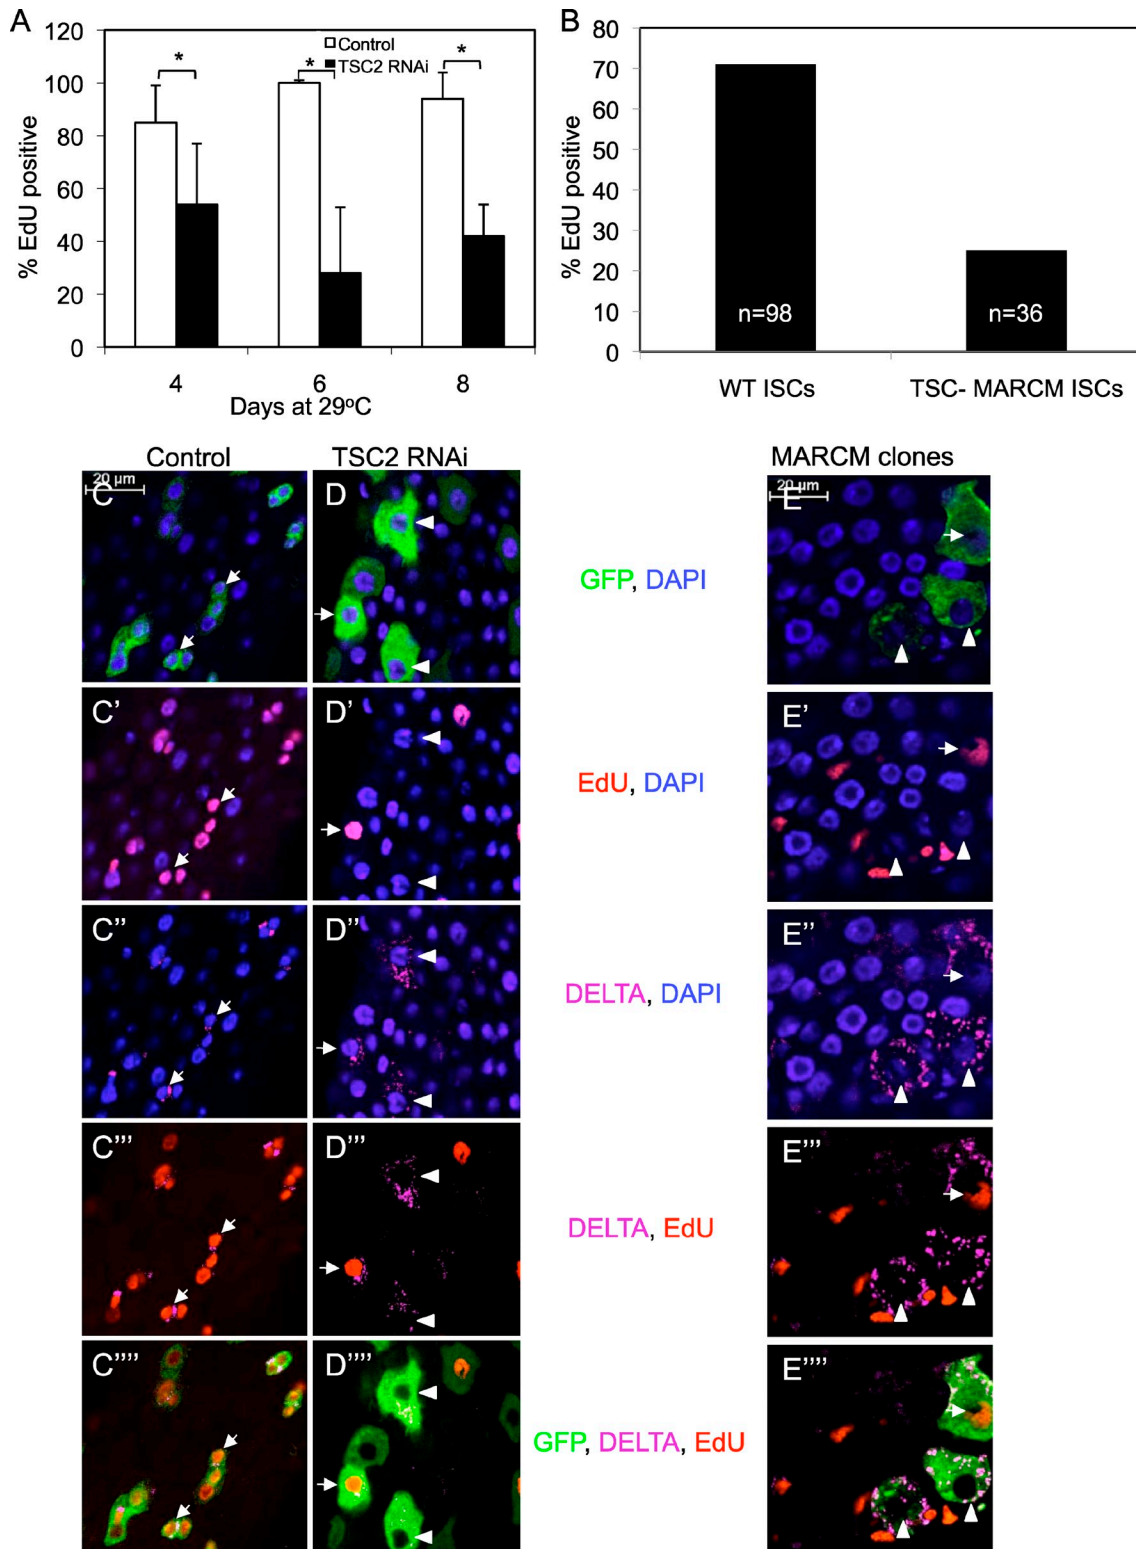 A
120
100
80
60
40
20
0
% EdU positive
Control
TSC2 RNAi
*
*
*
4
6
8
Days at 29ºC
B
80
70
60
50
40
30
20
10
0
% EdU positive
n=98
n=36
WT ISCs
TSC- MARCM ISCs
Control
TSC2 RNAi
MARCM clones
20 µm
C
D
GFP, DAPI
20 µm
E
C’
D’
EdU, DAPI
E’
C’’
D’’
DELTA, DAPI
E’’
C’’’
D’’’
DELTA, EdU
E’’’
C’’’’
D’’’’
GFP, DELTA, EdU
E’’’’